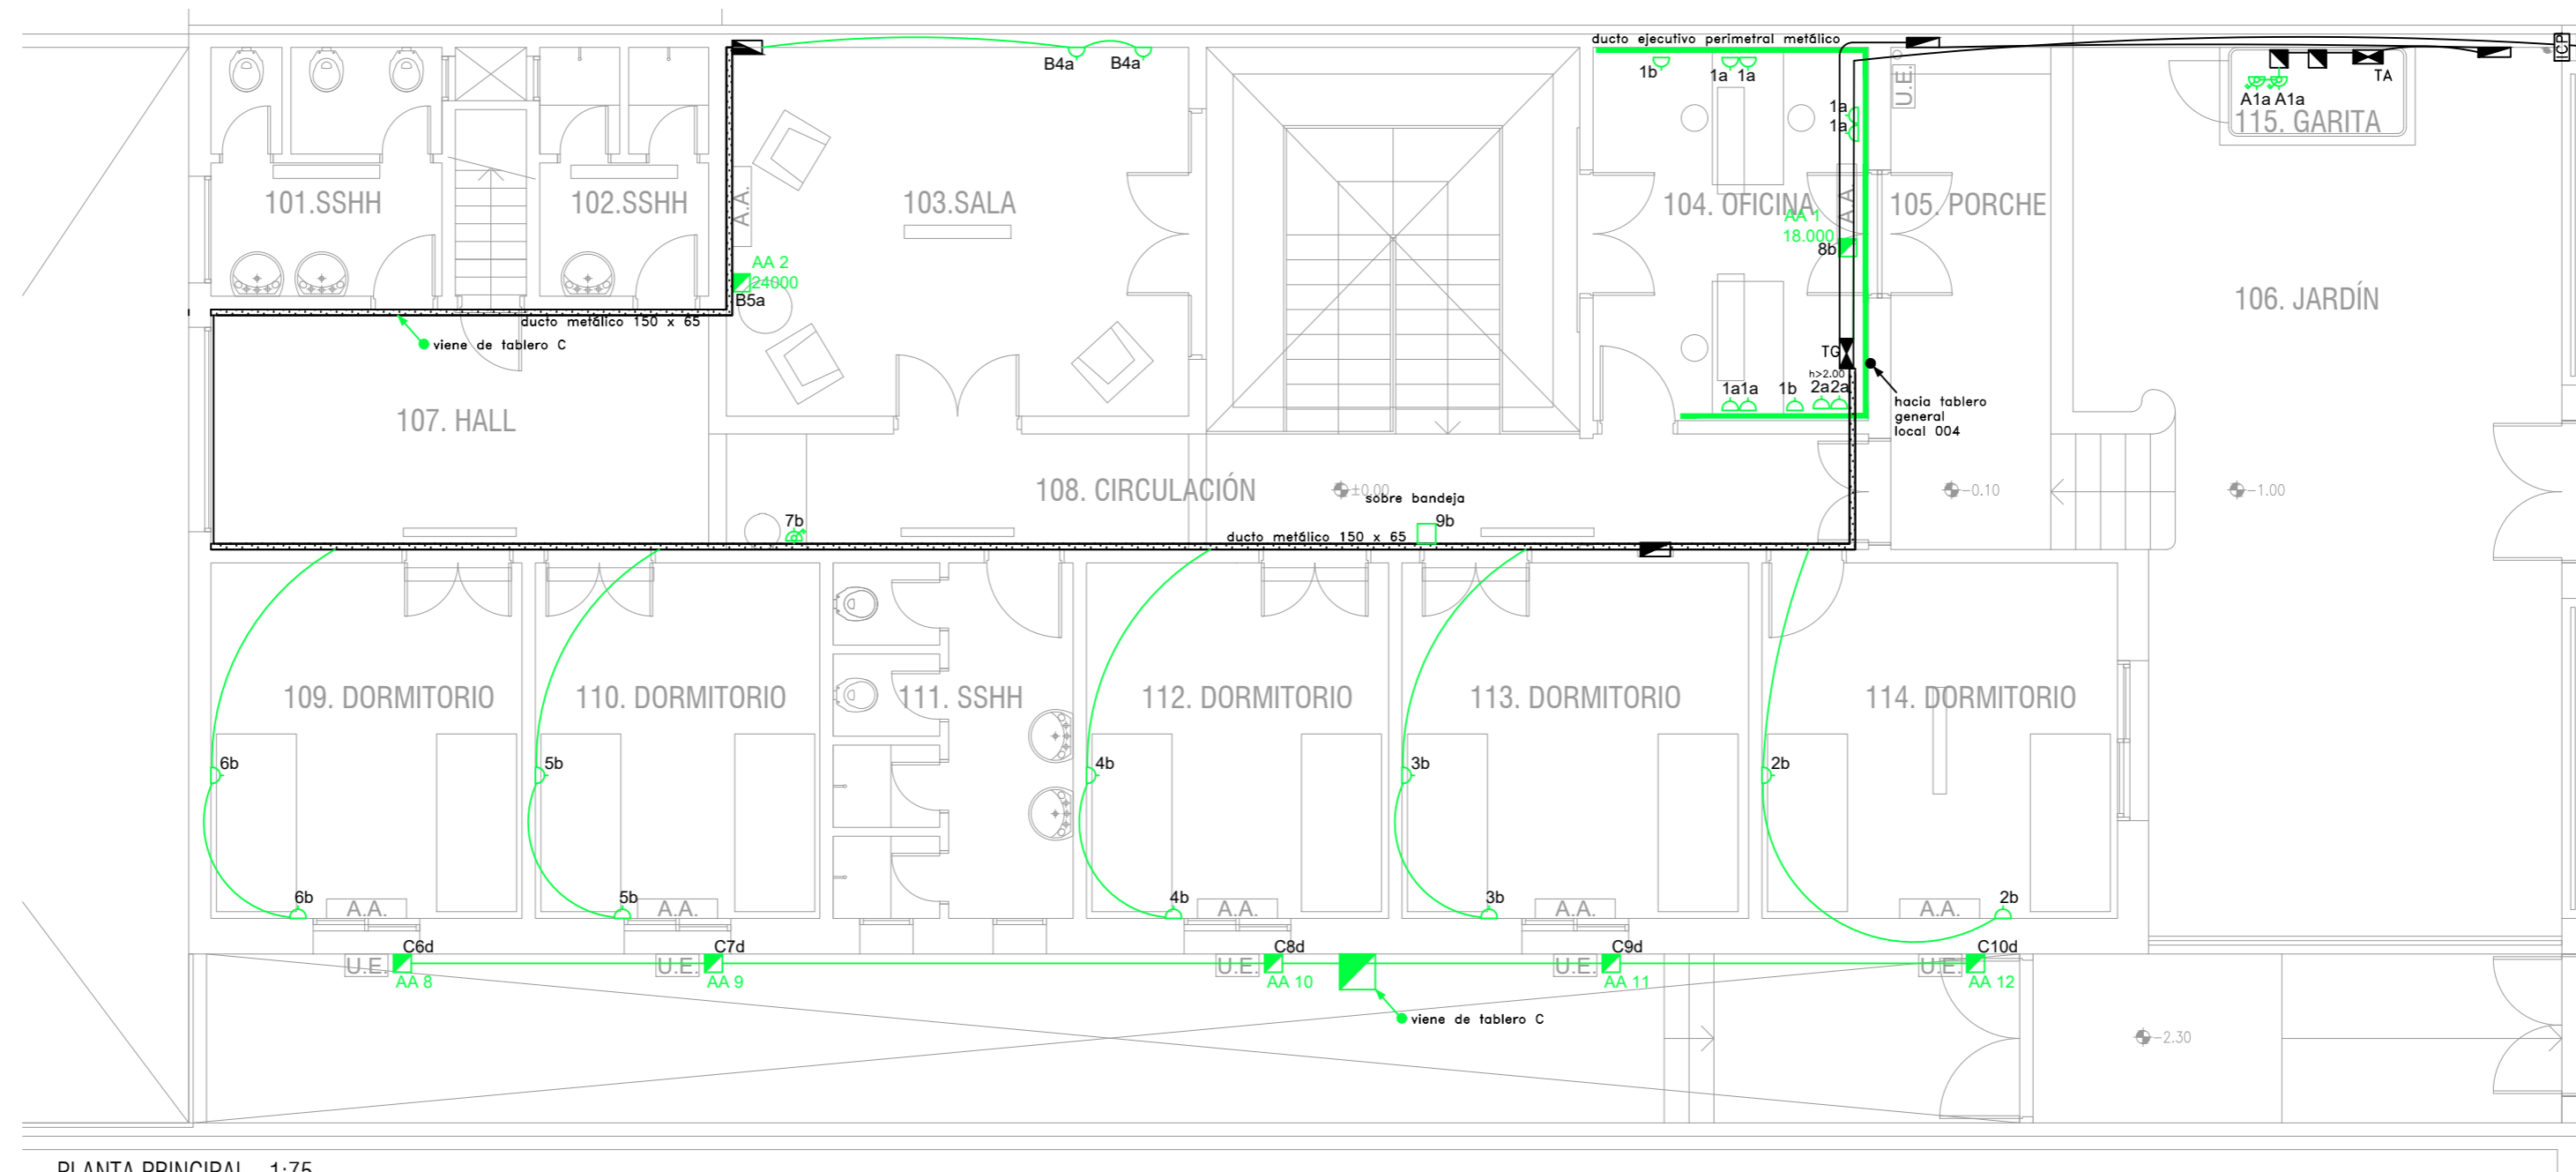 ducto ejecutivo perimetral metálico
ICP
B4a
B4a
1b
1a
1a
U.E.
TA
A1a
A1a
115. GARITA
1a
1a
101.SSHH
102.SSHH
A.A.
103.SALA
104. OFICINA
A.A.
105. PORCHE
AA 1
18.000
8b
AA 2
24000
B5a
106. JARDÍN
ducto metálico 150 x 65
viene de tablero C
TG
h>2.00
1a
1a
1b
2a
2a
hacia tablero
general
local 004
107. HALL
108. CIRCULACIÓN
±0.00
sobre bandeja
-0.10
-1.00
7b
9b
ducto metálico 150 x 65
109. DORMITORIO
110. DORMITORIO
111. SSHH
112. DORMITORIO
113. DORMITORIO
114. DORMITORIO
6b
5b
4b
3b
2b
6b
A.A.
5b
A.A.
4b
A.A.
3b
A.A.
A.A.
2b
C6d
C7d
C8d
C9d
C10d
U.E.
U.E.
U.E.
U.E.
U.E.
AA 8
AA 9
AA 10
AA 11
AA 12
viene de tablero C
-2.30
PLANTA PRINCIPAL 1:75